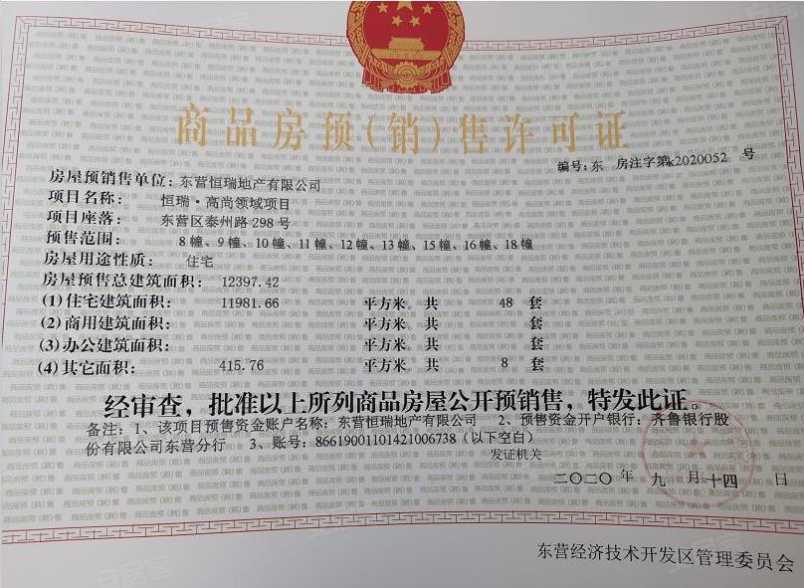 商品房预(销)售许可证
编号:东 房注字第k2020052 号
房屋预销售单位:东营恒瑞地产有限公司
项目名称: 恒瑞·高尚领域项目
项目座落: 东营区泰州路298号
预售范围: 8幢、9幢、10幢、11幢、12幢、13幢、15幢、16幢、18幢
房屋用途性质: 住宅
房屋预售总建筑面积: 12397.42
(1)住宅建筑面积: 11981.66 平方米。共 48 套
(2)商用建筑面积: 平方米。共 套
(3)办公建筑面积: 平方米。共 套
(4)其它面积: 415.76 平方米。共 8 套
经审查,批准以上所列商品房屋公开预销售,特发此证。
备注:1、该项目预售资金账户名称:东营恒瑞地产有限公司 2、预售资金开户银行:齐鲁银行股
份有限公司东营分行 3、账号:86619001101421006738(以下空白)
发证机关
二〇二〇年 九 月 十四 日
东营经济技术开发区管理委员会